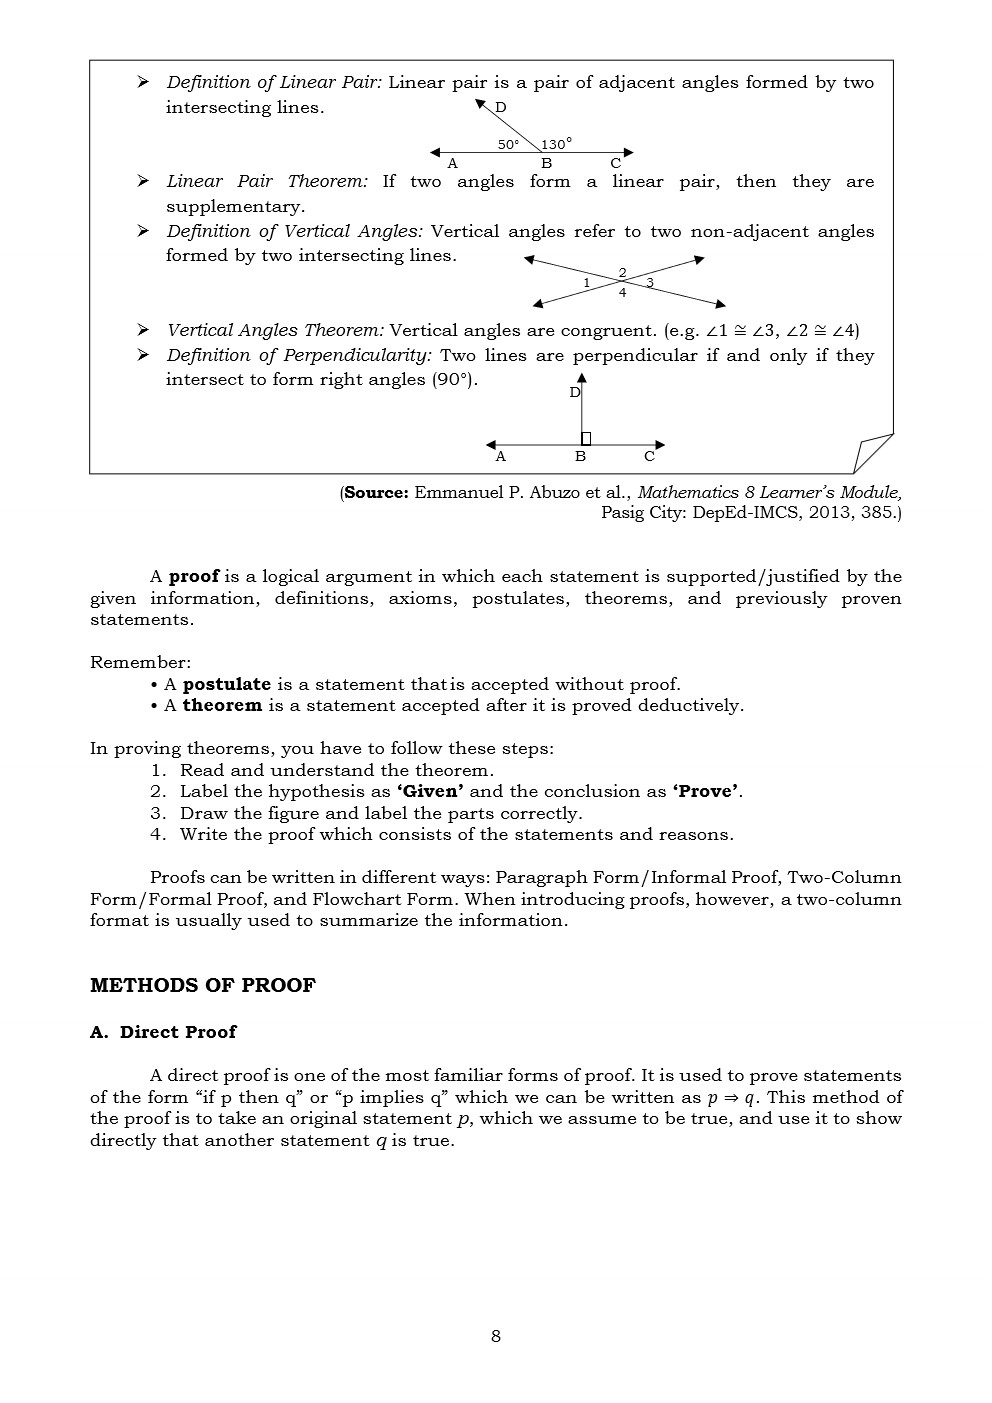 ➢ Definition of Linear Pair: Linear pair is a pair of adjacent angles formed by two
intersecting lines.
D
50° 130°
A B C
➢ Linear Pair Theorem: If two angles form a linear pair, then they are
supplementary.
➢ Definition of Vertical Angles: Vertical angles refer to two non-adjacent angles
formed by two intersecting lines.
2
1 3
4
➢ Vertical Angles Theorem: Vertical angles are congruent. (e.g. ∠1 ≅ ∠3, ∠2 ≅ ∠4)
➢ Definition of Perpendicularity: Two lines are perpendicular if and only if they
intersect to form right angles (90°).
D
A B C
(Source: Emmanuel P. Abuzo et al., Mathematics 8 Learner’s Module,
Pasig City: DepEd-IMCS, 2013, 385.)
A proof is a logical argument in which each statement is supported/justified by the
given information, definitions, axioms, postulates, theorems, and previously proven
statements.
Remember:
• A postulate is a statement that is accepted without proof.
• A theorem is a statement accepted after it is proved deductively.
In proving theorems, you have to follow these steps:
1. Read and understand the theorem.
2. Label the hypothesis as ‘Given’ and the conclusion as ‘Prove’.
3. Draw the figure and label the parts correctly.
4. Write the proof which consists of the statements and reasons.
Proofs can be written in different ways: Paragraph Form/Informal Proof, Two-Column
Form/Formal Proof, and Flowchart Form. When introducing proofs, however, a two-column
format is usually used to summarize the information.
METHODS OF PROOF
A. Direct Proof
A direct proof is one of the most familiar forms of proof. It is used to prove statements
of the form “if p then q” or “p implies q” which we can be written as p ⇒ q. This method of
the proof is to take an original statement p, which we assume to be true, and use it to show
directly that another statement q is true.
8